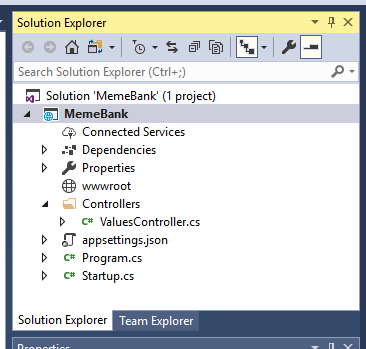 Solution Explorer
Search Solution Explorer (Ctrl+;)
Solution 'MemeBank' (1 project)
MemeBank
Connected Services
Dependencies
Properties
wwwroot
Controllers
C# ValuesController.cs
appsettings.json
C# Program.cs
C# Startup.cs
Solution Explorer Team Explorer
Properties